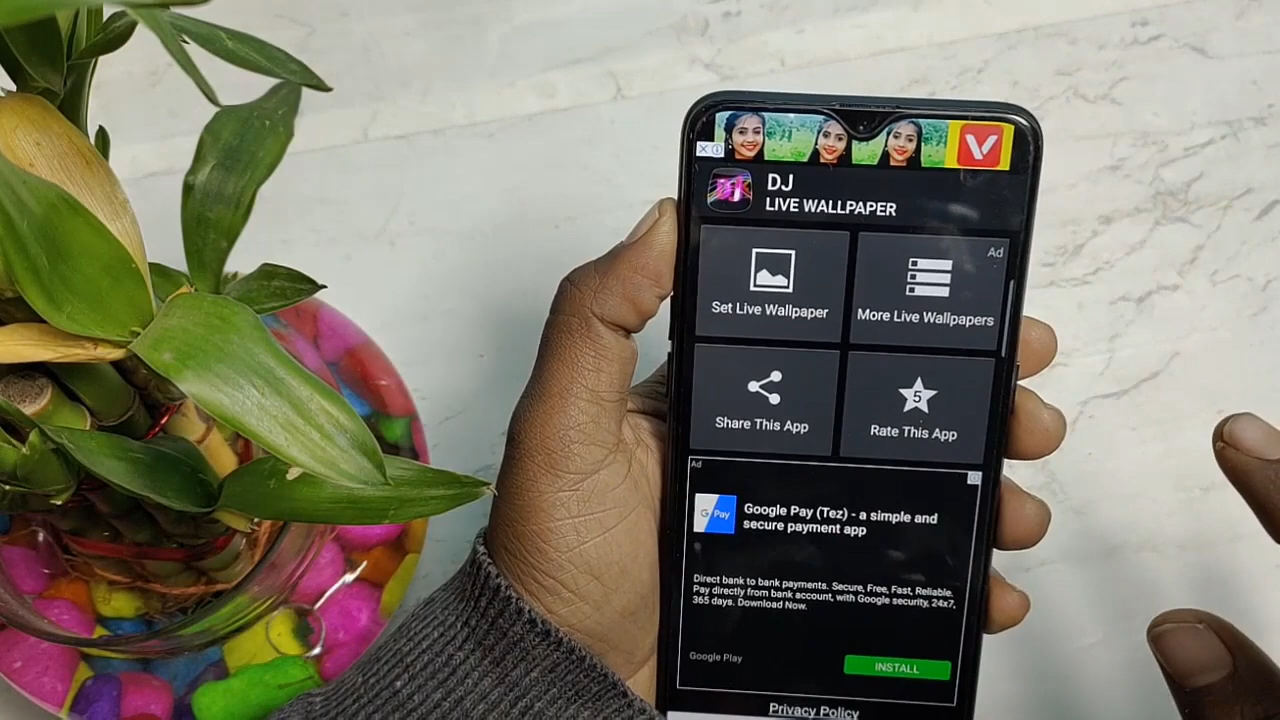 DJ
LIVE WALLPAPER
Set Live Wallpaper
Ad
More Live Wallpapers
Share This App
5
Rate This App
Ad
G Pay
Google Pay (Tez) - a simple and
secure payment app
Direct bank to bank payments. Secure, Free, Fast, Reliable.
Pay directly from bank account, with Google security, 24x7,
365 days. Download Now.
Google Play
INSTALL
Privacy Policy